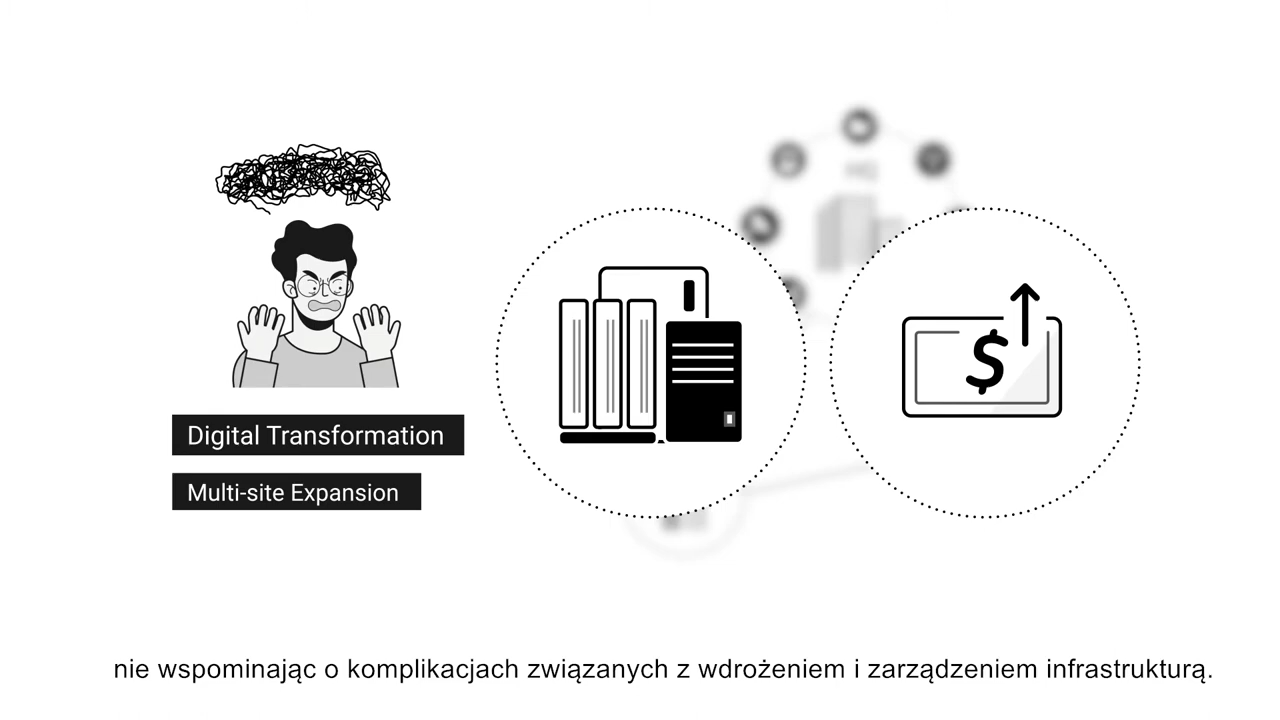 Digital Transformation
Multi-site Expansion
$
nie wspominając o komplikacjach związanych z wdrożeniem i zarządzeniem infrastrukturą.